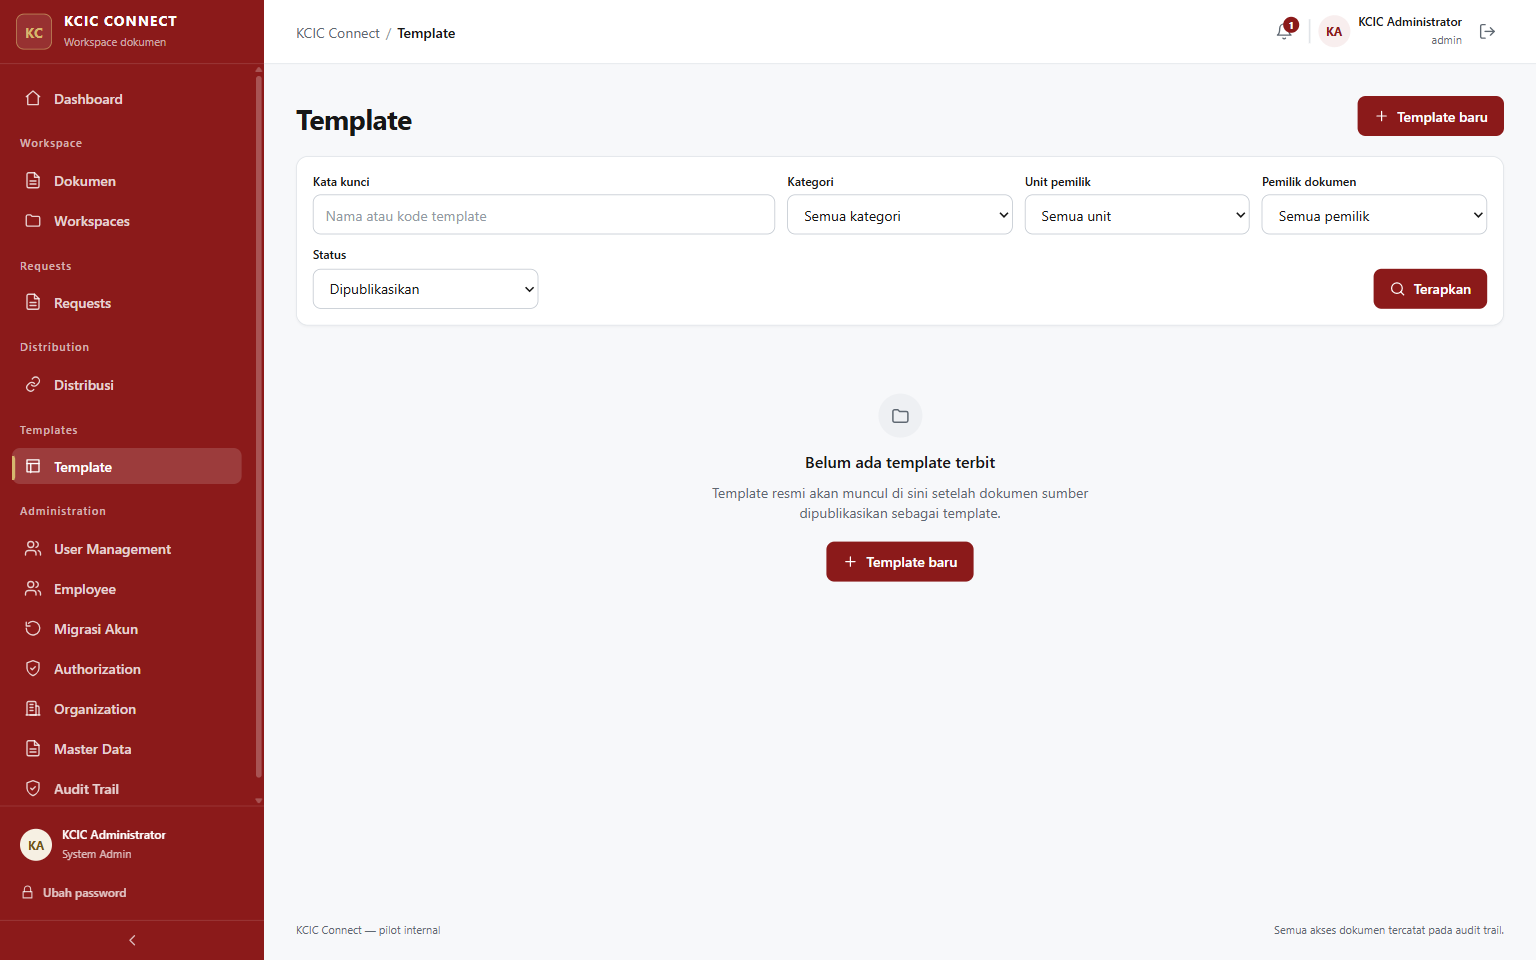 KC
KCIC CONNECT
Workspace dokumen
Dashboard
Workspace
Dokumen
Workspaces
Requests
Requests
Distribution
Distribusi
Templates
Template
Administration
User Management
Employee
Migrasi Akun
Authorization
Organization
Master Data
Audit Trail
KA
KCIC Administrator
System Admin
Ubah password
KCIC Connect / Template
1
KA
KCIC Administrator
admin
Template
Template baru
Kata kunci
Nama atau kode template
Kategori
Semua kategori
Unit pemilik
Semua unit
Pemilik dokumen
Semua pemilik
Status
Dipublikasikan
Terapkan
Belum ada template terbit
Template resmi akan muncul di sini setelah dokumen sumber
dipublikasikan sebagai template.
Template baru
KCIC Connect — pilot internal
Semua akses dokumen tercatat pada audit trail.